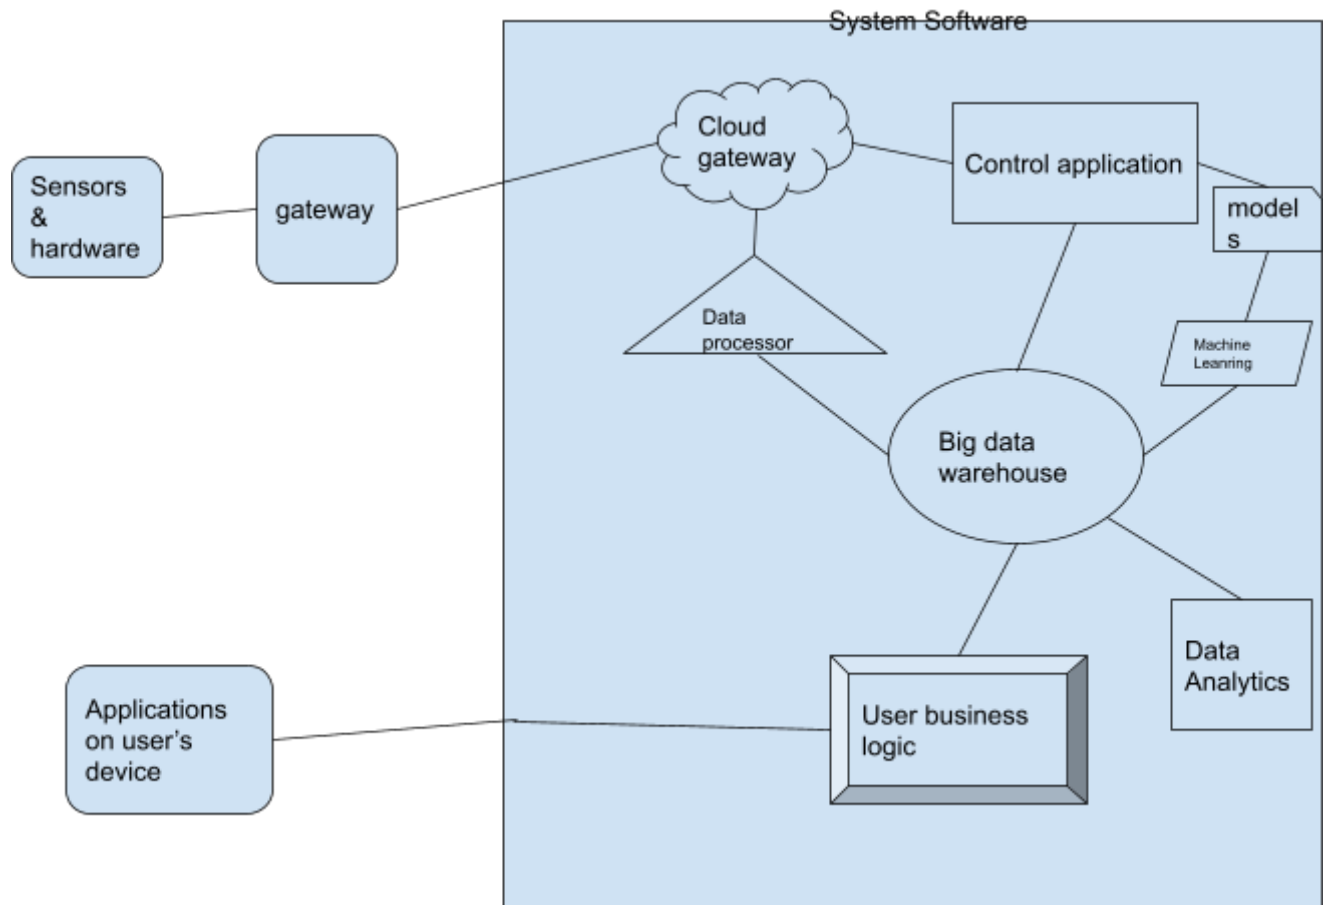 System Software
Cloud
gateway
Control application
Sensors
&
hardware
gateway
model
s
Data
processor
Machine
Leanring
Big data
warehouse
Data
Analytics
User business
logic
Applications
on user's
device